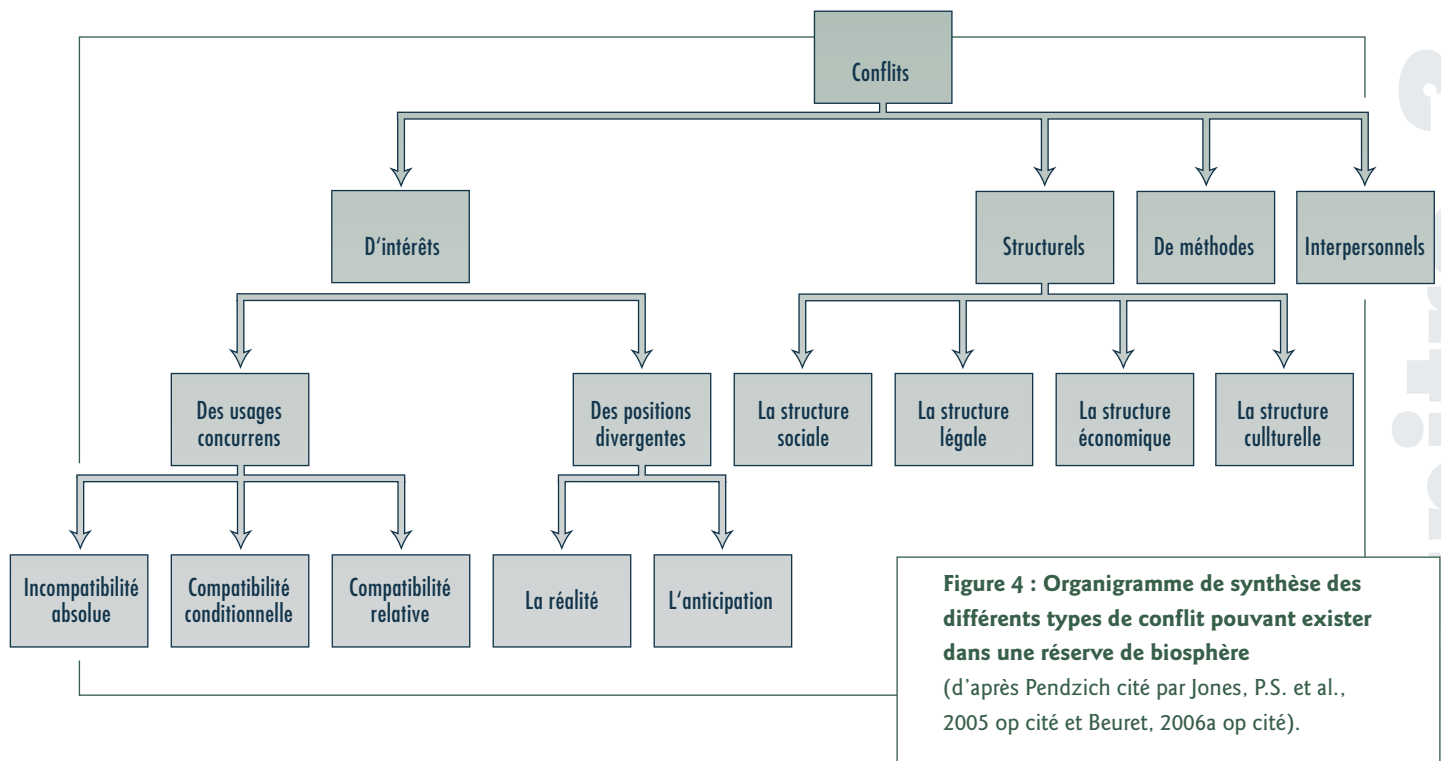 Conflits
D'intérêts
Structurels
De méthodes
Interpersonnels
Des usages
concurrens
Des positions
divergentes
La structure
sociale
La structure
légale
La structure
économique
La structure
cullturelle
Incompatibilité
absolue
Compatibilité
conditionnelle
Compatibilité
relative
La réalité
L'anticipation
Figure 4 : Organigramme de synthèse des
différents types de conflit pouvant exister
dans une réserve de biosphère
(d'après Pendzich cité par Jones, P.S. et al.,
2005 op cité et Beuret, 2006a op cité).